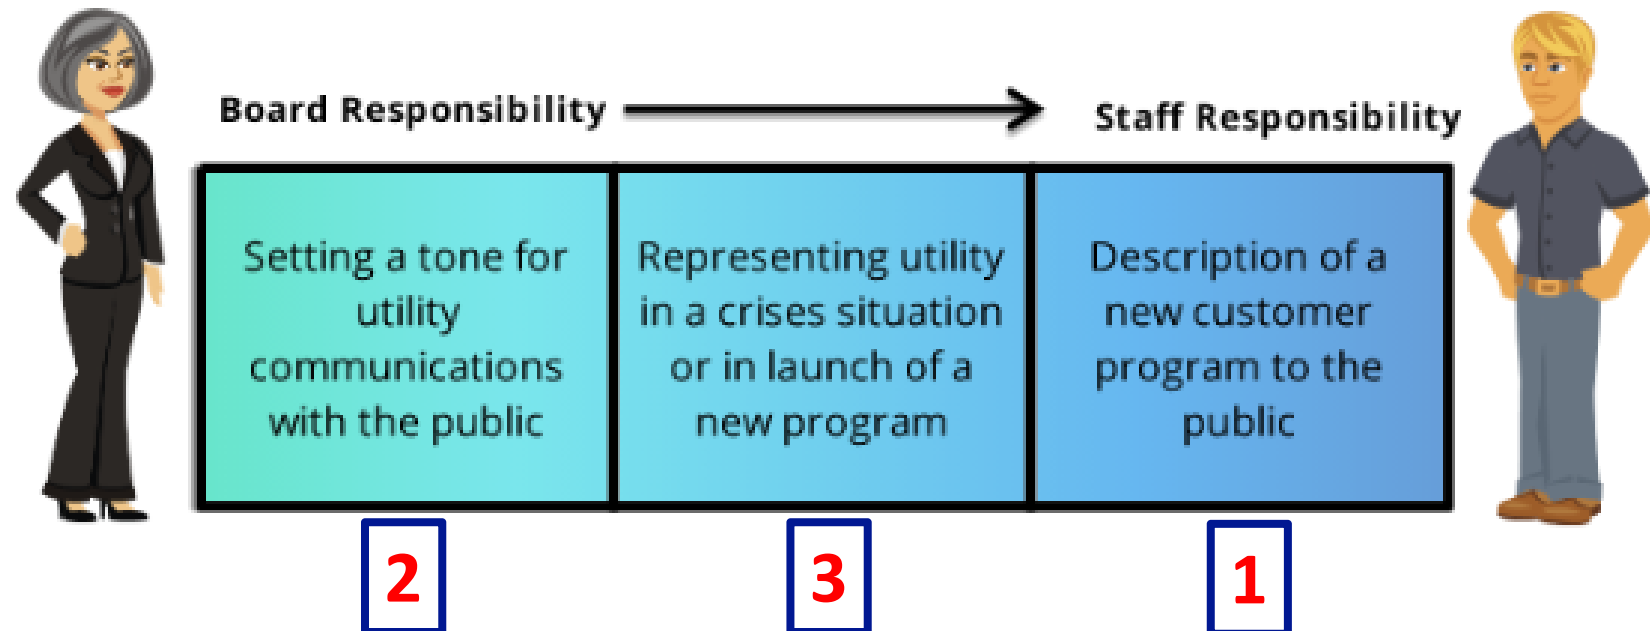 Board Responsibility
Staff Responsibility
Setting a tone for
utility
communications
with the public
Representing utility
in a crises situation
or in launch of a
new program
Description of a
new customer
program to the
public
2
3
1